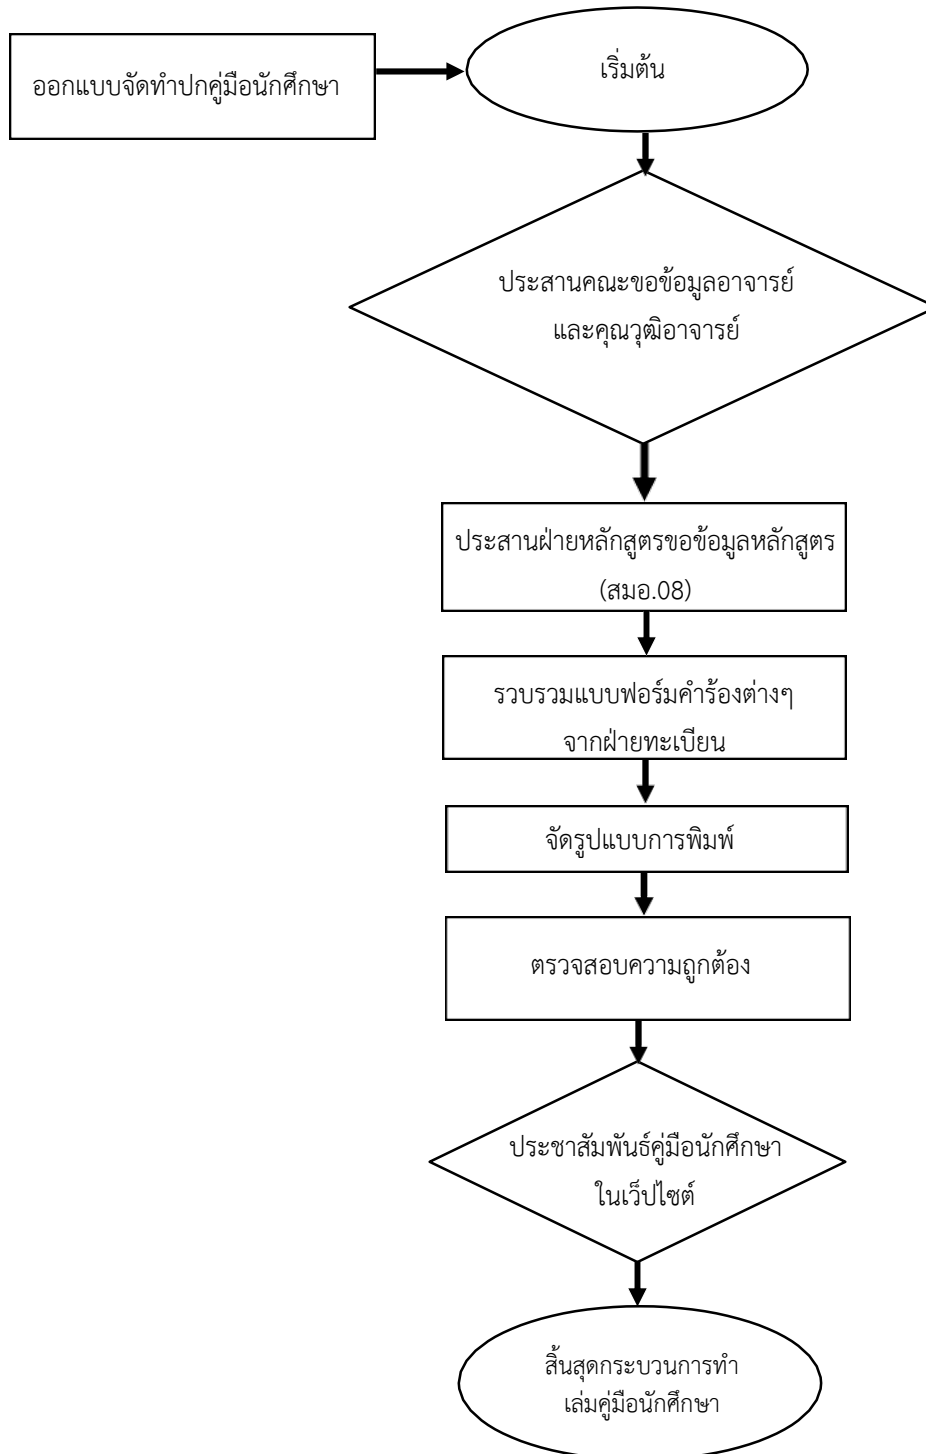 ออกแบบจัดทำปกคู่มือนักศึกษา
เริ่มต้น
ประสานคณะขอข้อมูลอาจารย์
และคุณวุฒิอาจารย์
ประสานฝ่ายหลักสูตรขอข้อมูลหลักสูตร
(สมอ.08)
รวบรวมแบบฟอร์มคำร้องต่างๆ
จากฝ่ายทะเบียน
จัดรูปแบบการพิมพ์
ตรวจสอบความถูกต้อง
ประชาสัมพันธ์คู่มือนักศึกษา
ในเว็ปไซต์
สิ้นสุดกระบวนการทำ
เล่มคู่มือนักศึกษา